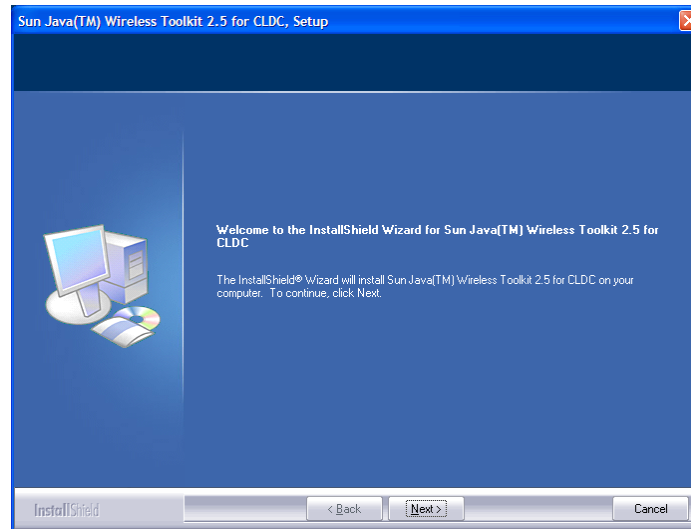 Sun Java(TM) Wireless Toolkit 2.5 for CLDC, Setup
Welcome to the InstallShield Wizard for Sun Java(TM) Wireless Toolkit 2.5 for
CLDC
The InstallShield® Wizard will install Sun Java(TM) Wireless Toolkit 2.5 for CLDC on your
computer. To continue, click Next.
InstallShield
< Back
Next >
Cancel